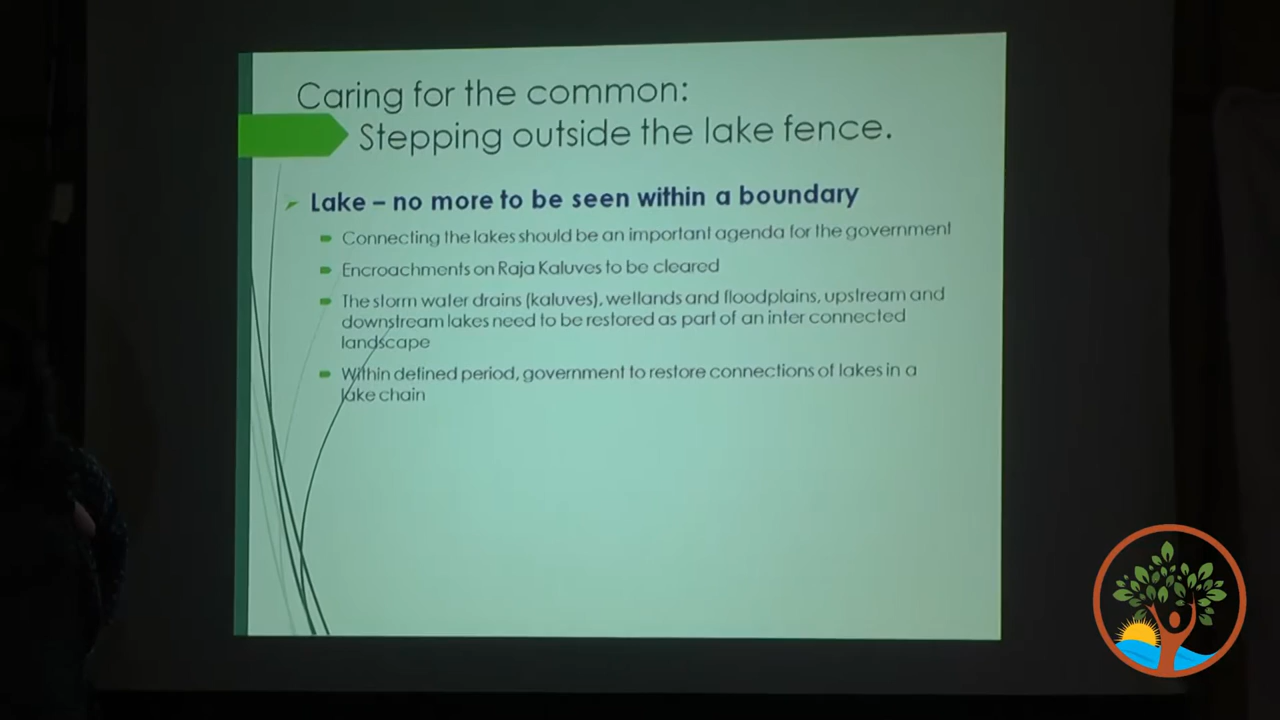 Caring for the common:
Stepping outside the lake fence.
Lake – no more to be seen within a boundary
Connecting the lakes should be an important agenda for the government
Encroachments on Raja Kaluves to be cleared
The storm water drains (kaluves), wetlands and floodplains, upstream and
downstream lakes need to be restored as part of an inter connected
landscape
Within defined period, government to restore connections of lakes in a
lake chain